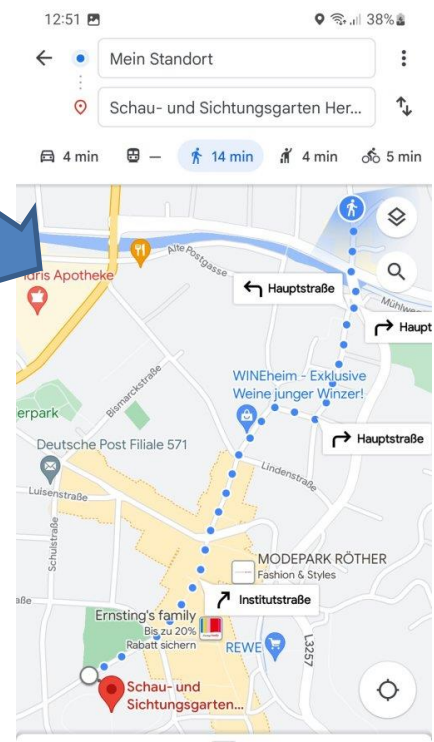 12:51 38%
Mein Standort
Schau- und Sichtungsgarten Her...
4 min – 14 min 4 min 5 min
Alte Postgasse
Idris Apotheke
Hauptstraße
Mühlwe
Haupt
WINEheim - Exklusive
Weine junger Winzer!
Bismarckstraße
erpark
Hauptstraße
Deutsche Post Filiale 571
Lindenstraße
Luisenstraße
Schulstraße
MODEPARK RÖTHER
Fashion & Styles
aße
Institutstraße
Ernsting's family
Bis zu 20%
Rabatt sichern
REWE
L3257
Schau- und
Sichtungsgarten...